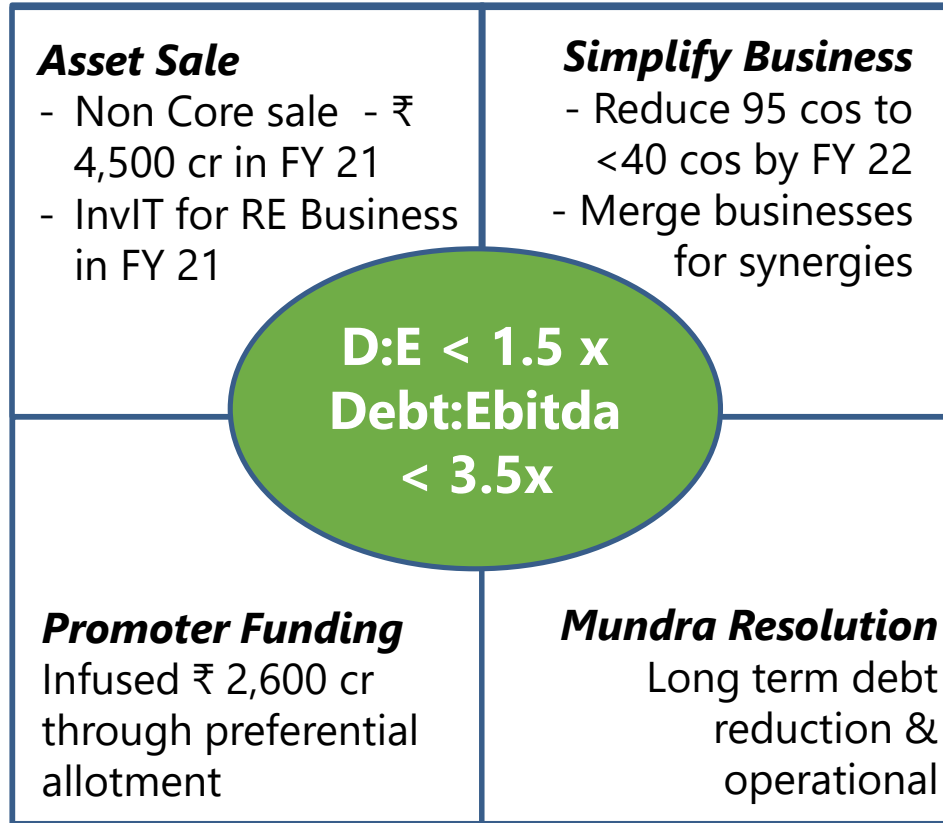 Asset Sale
- Non Core sale - ₹
4,500 cr in FY 21
- InvIT for RE Business
in FY 21
Simplify Business
- Reduce 95 cos to
<40 cos by FY 22
- Merge businesses
for synergies
D:E < 1.5 x
Debt:Ebitda
< 3.5x
Promoter Funding
Infused ₹ 2,600 cr
through preferential
allotment
Mundra Resolution
Long term debt
reduction &
operational